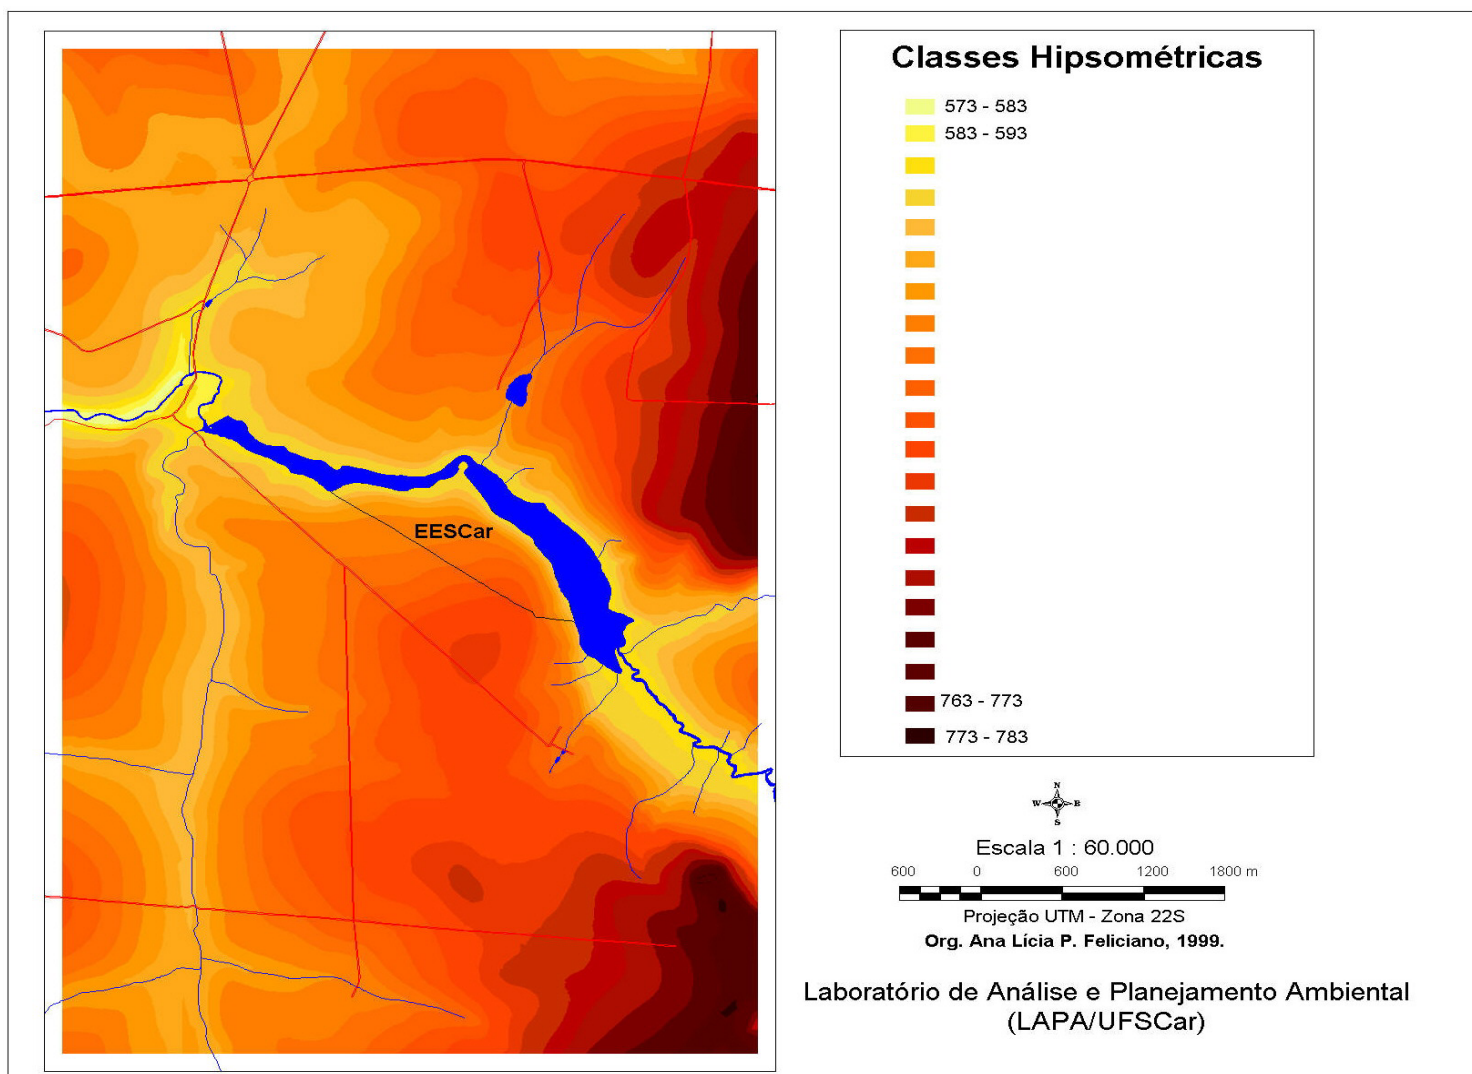 Classes Hipsométricas
573 - 583
583 - 593
763 - 773
773 - 783
EESCar
N
W E
S
Escala 1 : 60.000
600 0 600 1200 1800 m
Projeção UTM - Zona 22S
Org. Ana Lícia P. Feliciano, 1999.
Laboratório de Análise e Planejamento Ambiental
(LAPA/UFSCar)